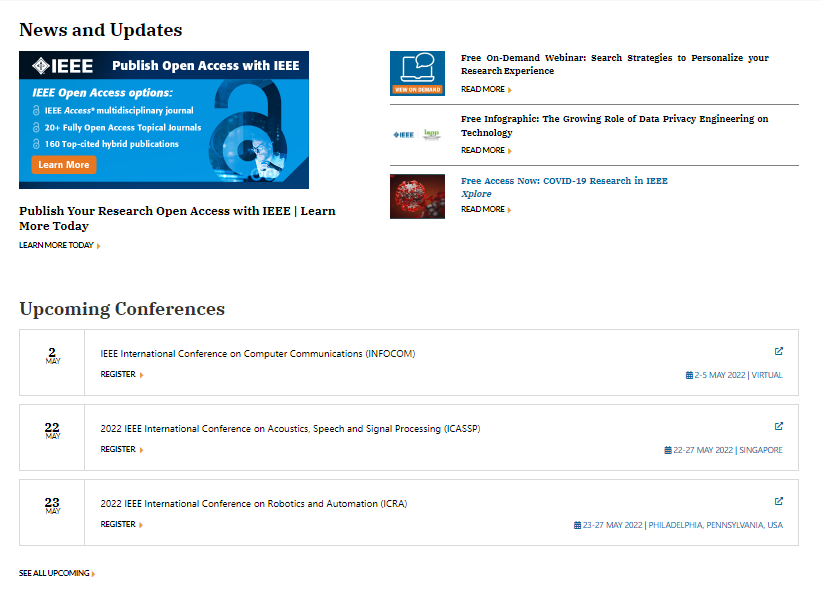 News and Updates
IEEE Publish Open Access with IEEE
IEEE Open Access options:
IEEE Access® multidisciplinary journal
20+ Fully Open Access Topical Journals
160 Top-cited hybrid publications
Learn More
Publish Your Research Open Access with IEEE | Learn
More Today
LEARN MORE TODAY
VIEW ON DEMAND
Free On-Demand Webinar: Search Strategies to Personalize your
Research Experience
READ MORE
IEEE iapp
Free Infographic: The Growing Role of Data Privacy Engineering on
Technology
READ MORE
Free Access Now: COVID-19 Research in IEEE
Xplore
READ MORE
Upcoming Conferences
2
MAY
IEEE International Conference on Computer Communications (INFOCOM)
REGISTER
2-5 MAY 2022 | VIRTUAL
22
MAY
2022 IEEE International Conference on Acoustics, Speech and Signal Processing (ICASSP)
REGISTER
22-27 MAY 2022 | SINGAPORE
23
MAY
2022 IEEE International Conference on Robotics and Automation (ICRA)
REGISTER
23-27 MAY 2022 | PHILADELPHIA, PENNSYLVANIA, USA
SEE ALL UPCOMING